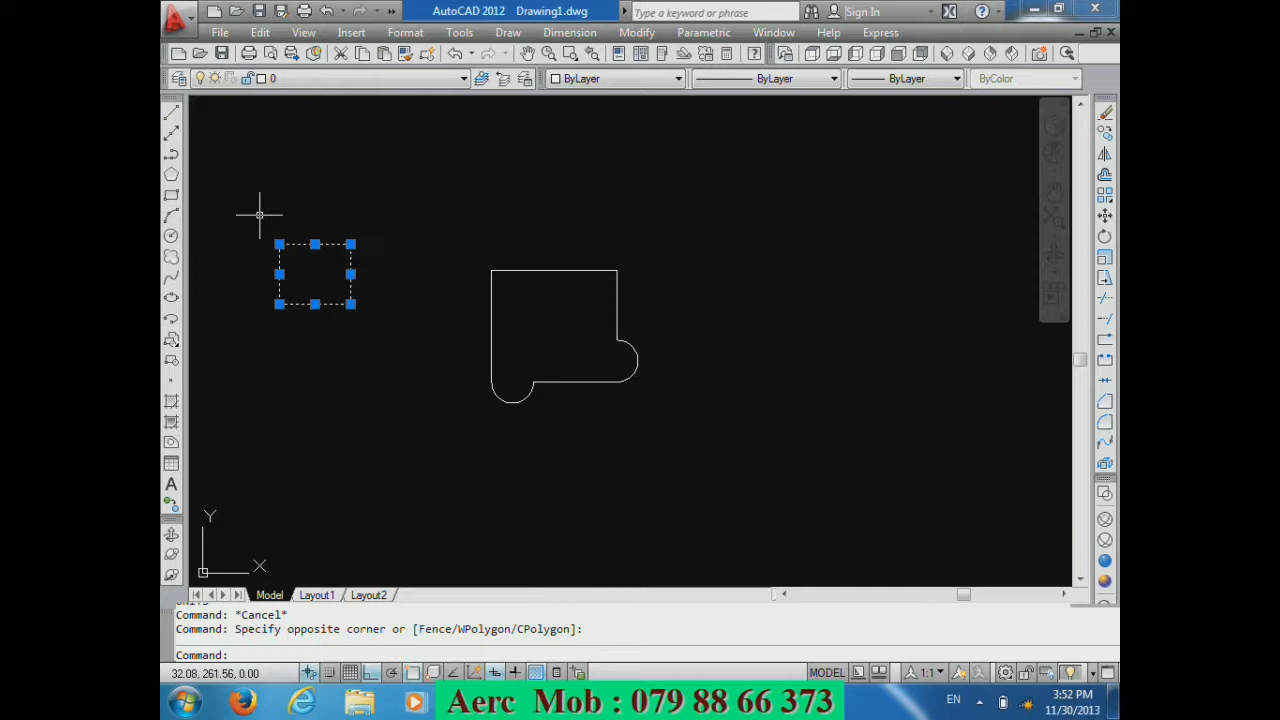 AutoCAD 2012 Drawing1.dwg
Type a keyword or phrase
Sign In
File Edit View Insert Format Tools Draw Dimension Modify Parametric Window Help Express
0
ByLayer
ByLayer
ByLayer
ByColor
Y
X
Model Layout1 Layout2
Command: *Cancel*
Command: Specify opposite corner or [Fence/WPolygon/CPolygon]:
Command:
32.08, 261.56, 0.00
MODEL
1:1
Aerc Mob : 079 88 66 373
EN
3:52 PM
11/30/2013